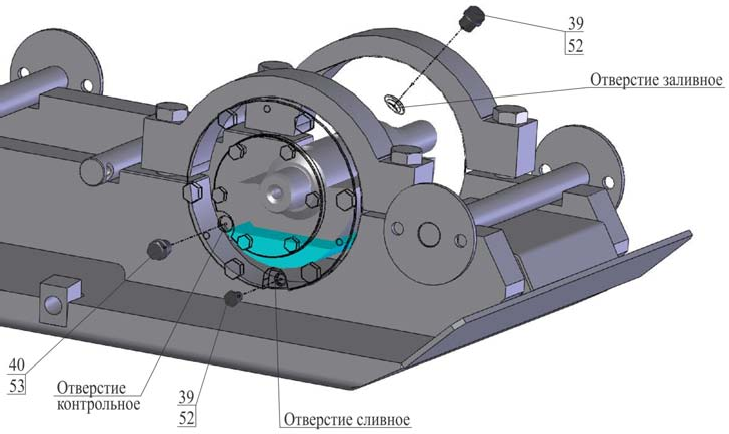 39
52
Отверстие заливное
40
53
Отверстие
контрольное
39
52
Отверстие сливное